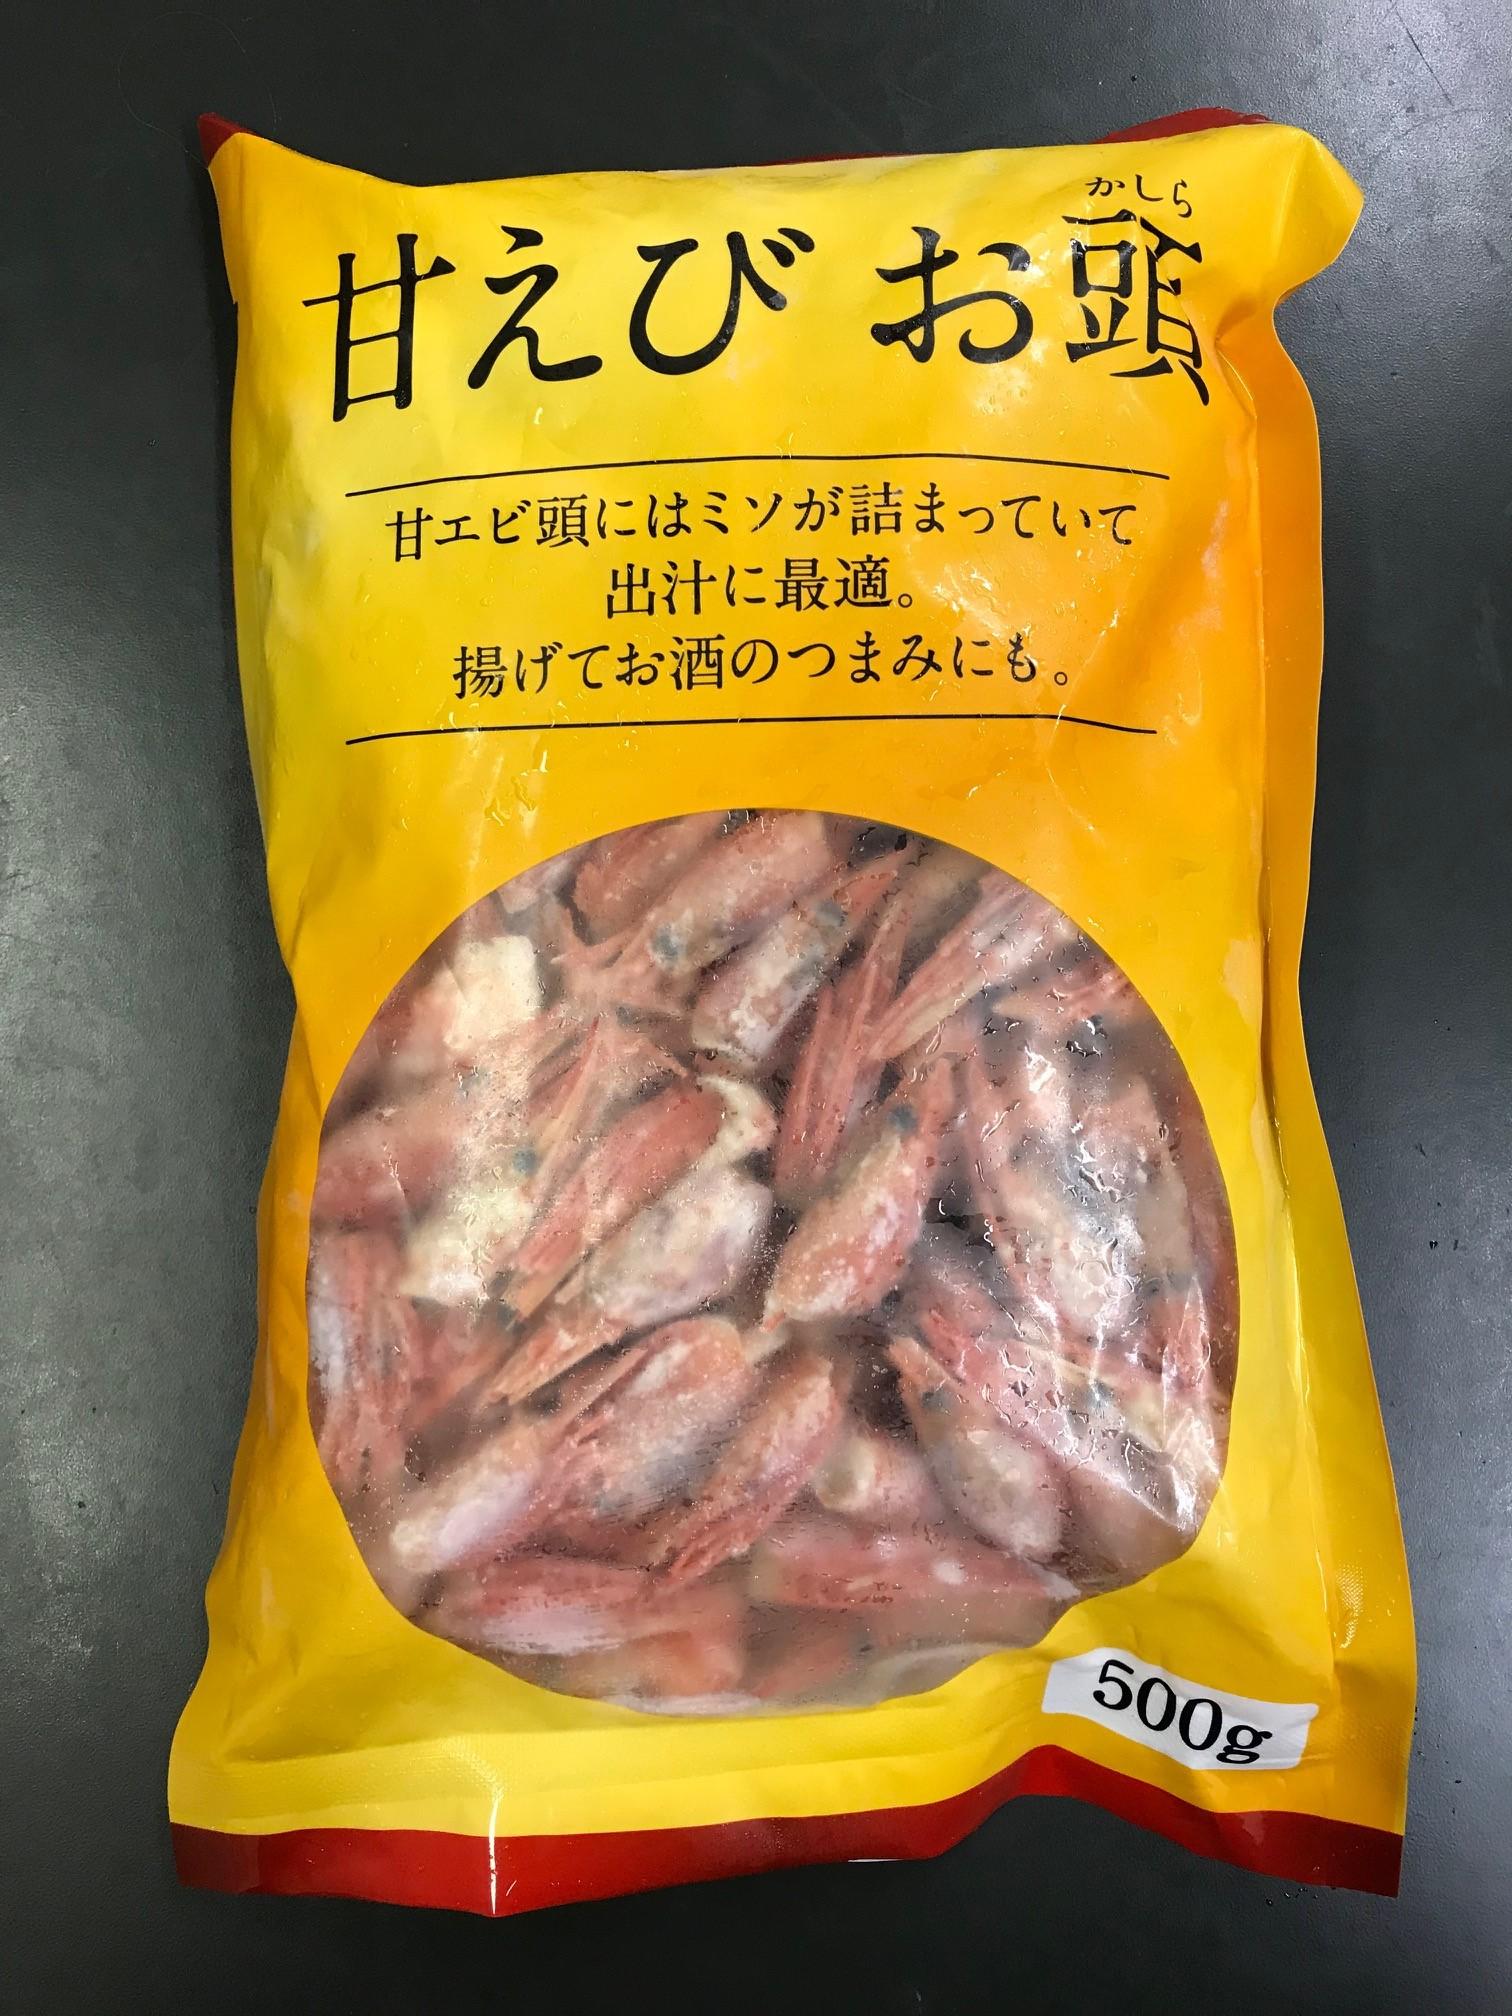 かしら
甘えび お頭
甘エビ頭にはミソが詰まっていて
出汁に最適。
揚げてお酒のつまみにも。
500g